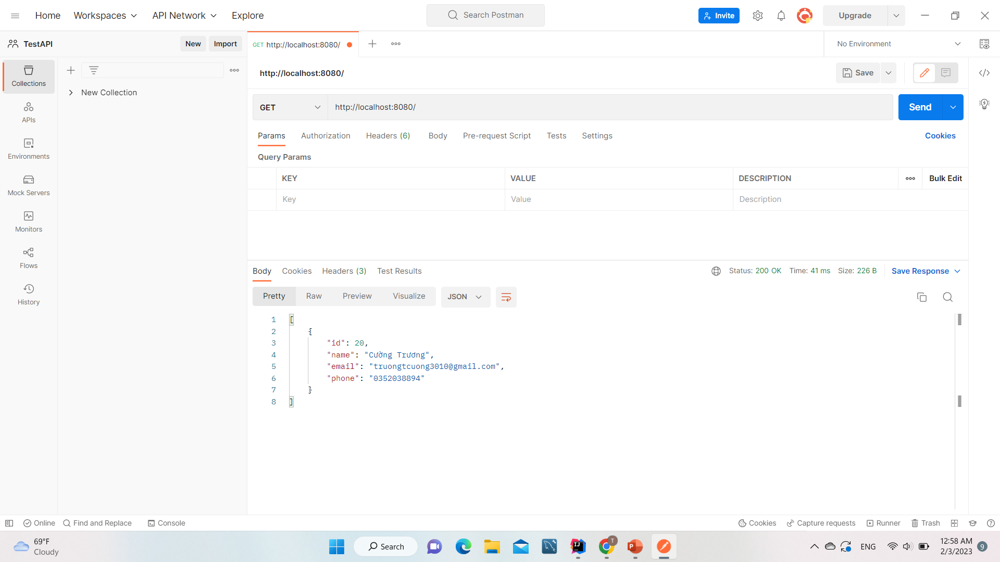 Home
Workspaces
API Network
Explore
Search Postman
Invite
Upgrade
TestAPI
New
Import
GET http://localhost:8080/
No Environment
Collections
APIs
Environments
Mock Servers
Monitors
Flows
History
New Collection
http://localhost:8080/
Save
GET
http://localhost:8080/
Send
Params
Authorization
Headers (6)
Body
Pre-request Script
Tests
Settings
Cookies
Query Params
KEY
VALUE
DESCRIPTION
Bulk Edit
Key
Value
Description
Body
Cookies
Headers (3)
Test Results
Status: 200 OK
Time: 41 ms
Size: 226 B
Save Response
Pretty
Raw
Preview
Visualize
JSON
1 [
2 {
3 "id": 20,
4 "name": "Cường Trương",
5 "email": "truongtcuong3010@gmail.com",
6 "phone": "0352038894"
7 }
8 ]
Online
Find and Replace
Console
Cookies
Capture requests
Runner
Trash
69°F
Cloudy
Search
IJ
T
P
ENG
12:58 AM
2/3/2023
9